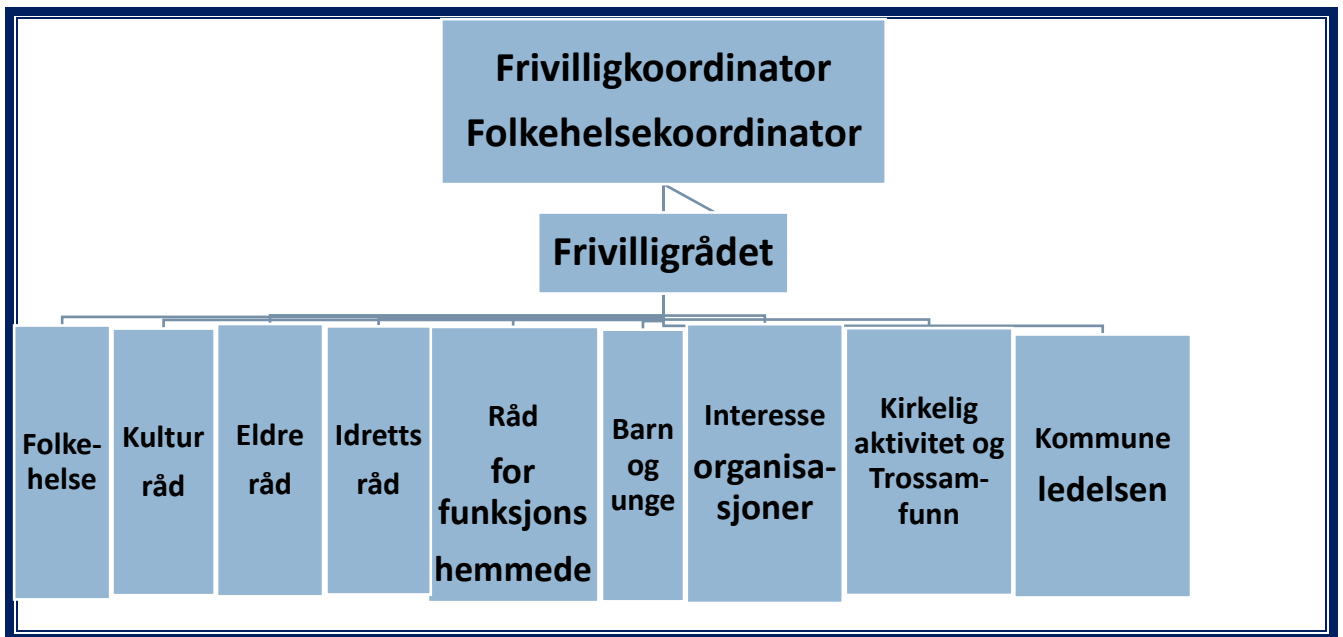 Frivilligkoordinator
Folkehelsekoordinator
Frivilligrådet
Folke-
helse
Kultur
råd
Eldre
råd
Idretts
råd
Råd
for
funksjons
hemmede
Barn
og
unge
Interesse
organisa-
sjoner
Kirkelig
aktivitet og
Trossam-
funn
Kommune
ledelsen